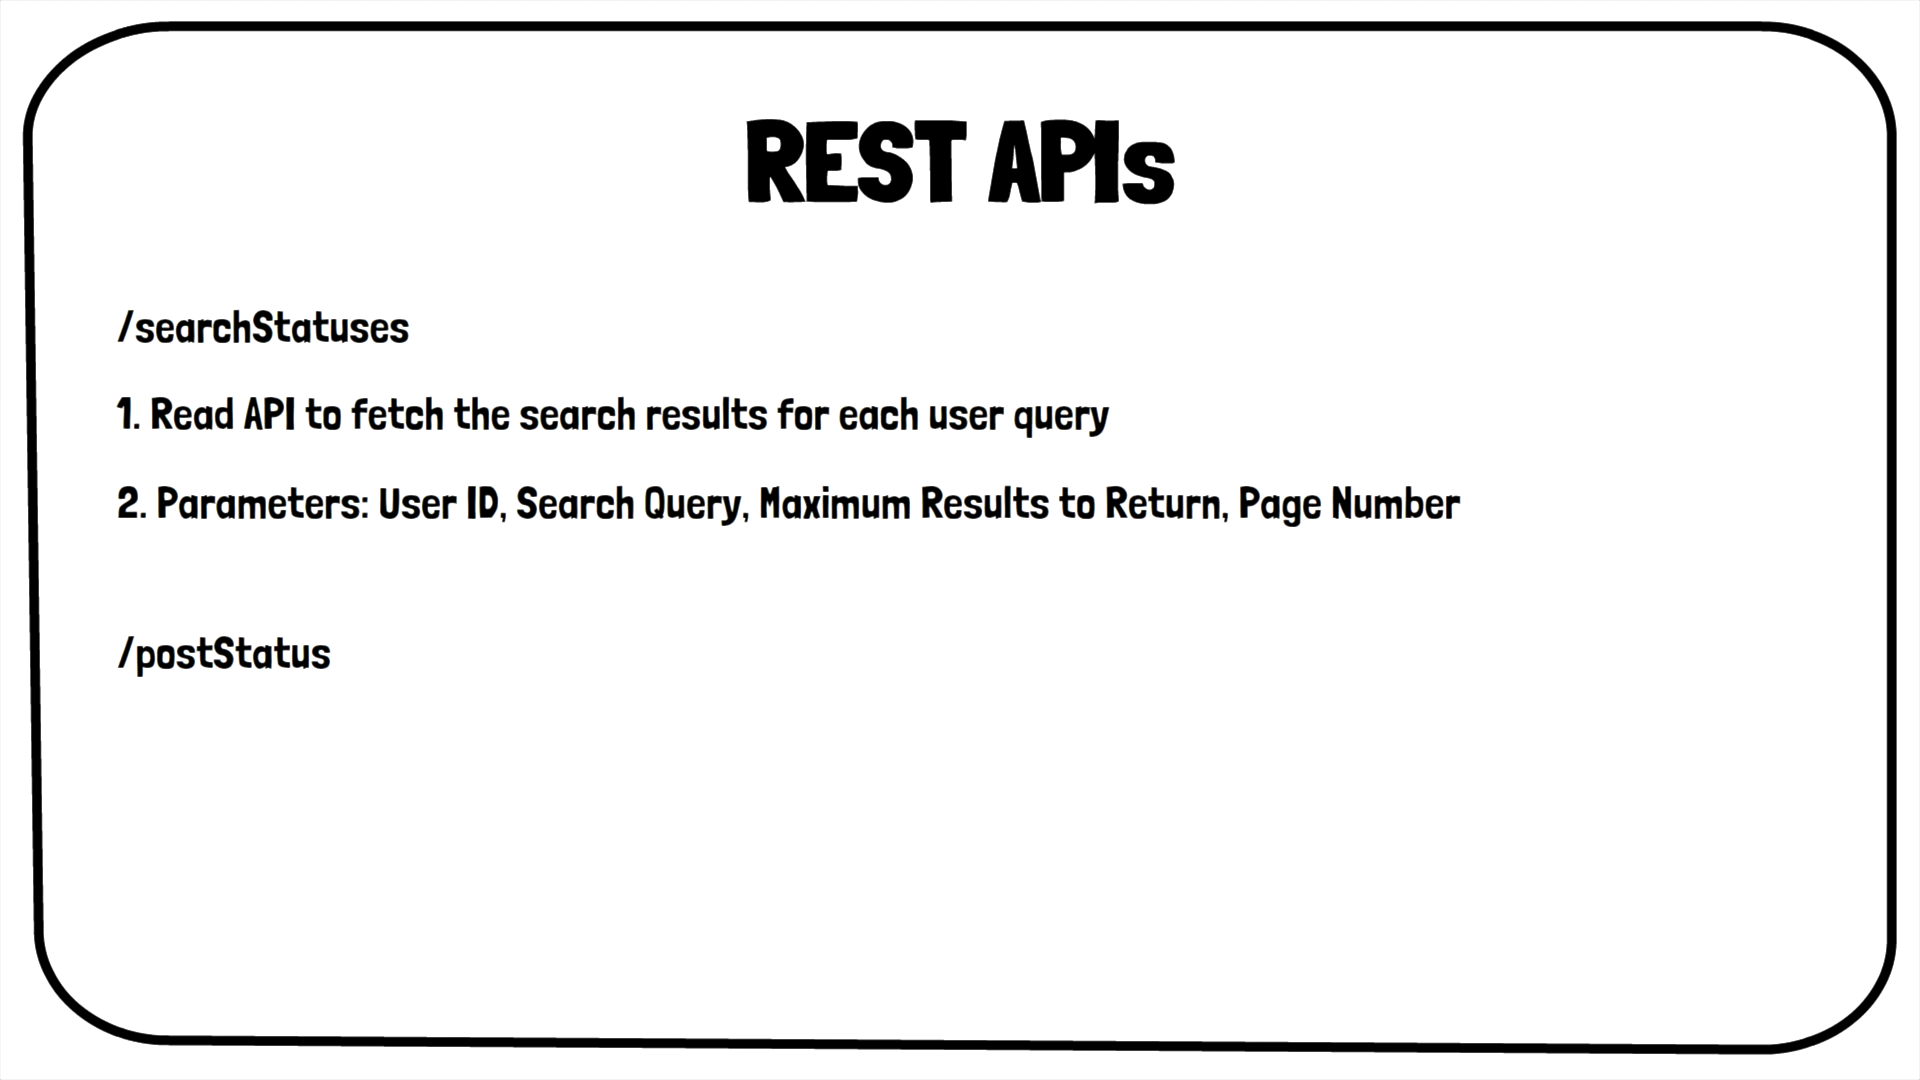 REST APIs
/searchStatuses
1. Read API to fetch the search results for each user query
2. Parameters: User ID, Search Query, Maximum Results to Return, Page Number
/postStatus